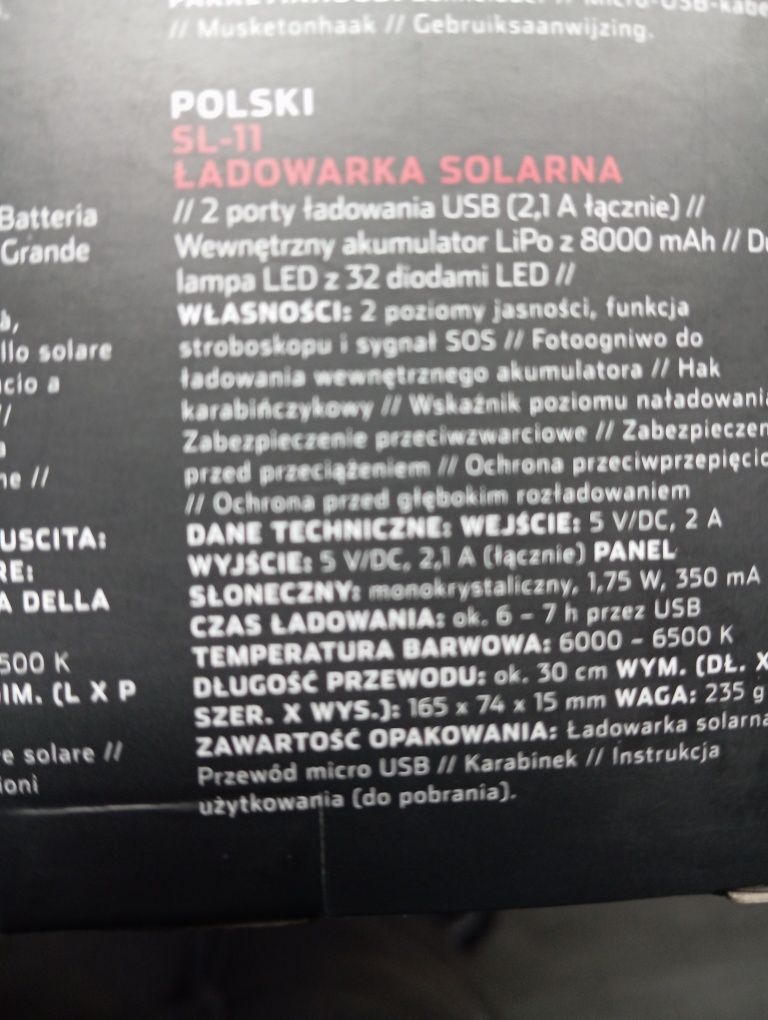 // Musketonhaak // Gebruiksaanwijzing.
POLSKI
SL-11
ŁADOWARKA SOLARNA
// 2 porty ładowania USB (2,1 A łącznie) //
Wewnętrzny akumulator LiPo z 8000 mAh //
lampa LED z 32 diodami LED //
WŁASNOŚCI: 2 poziomy jasności, funkcja
stroboskopu i sygnał SOS // Fotoogniwo do
ładowania wewnętrznego akumulatora // Hak
karabińczykowy // Wskaźnik poziomu naładowania
Zabezpieczenie przeciwzwarciowe // Zabezpieczen
przed przeciążeniem // Ochrona przeciwprzepięcio
// Ochrona przed głębokim rozładowaniem
DANE TECHNICZNE: WEJŚCIE: 5 V/DC, 2 A
WYJŚCIE: 5 V/DC, 2,1 A (łącznie) PANEL
SŁONECZNY: monokrystaliczny, 1,75 W, 350 mA
CZAS ŁADOWANIA: ok. 6 – 7 h przez USB
TEMPERATURA BARWOWA: 6000 – 6500 K
DŁUGOŚĆ PRZEWODU: ok. 30 cm WYM. (DŁ. X
SZER. X WYS.): 165 x 74 x 15 mm WAGA: 235 g
ZAWARTOŚĆ OPAKOWANIA: Ładowarka solarna
Przewód micro USB // Karabinek // Instrukcja
użytkowania (do pobrania).
Batteria
Grande
llo solare
cio a
//
ne //
USCITA:
RE:
A DELLA
500 K
IM. (L X P
e solare //
ioni